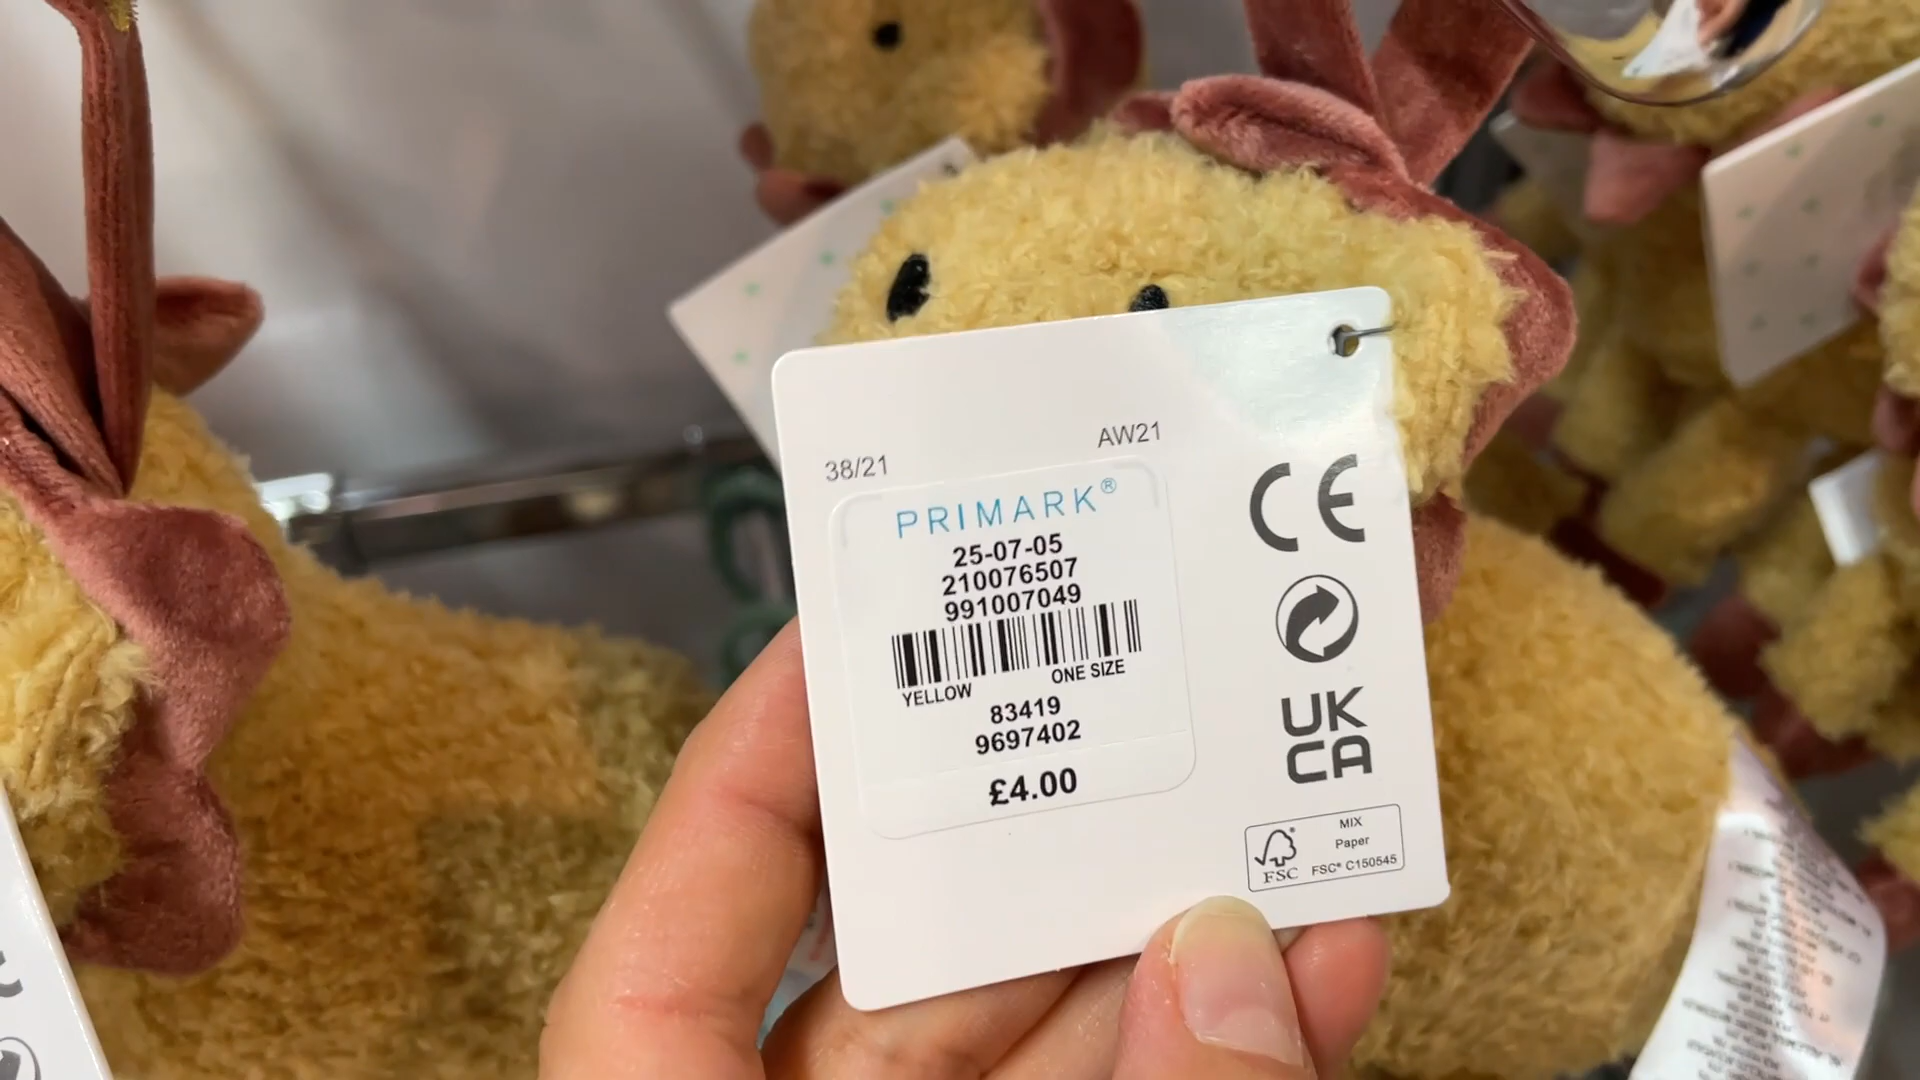 38/21
AW21
PRIMARK®
25-07-05
210076507
991007049
YELLOW
ONE SIZE
83419
9697402
£4.00
CE
UK
CA
MIX
Paper
FSC®
FSC® C150545